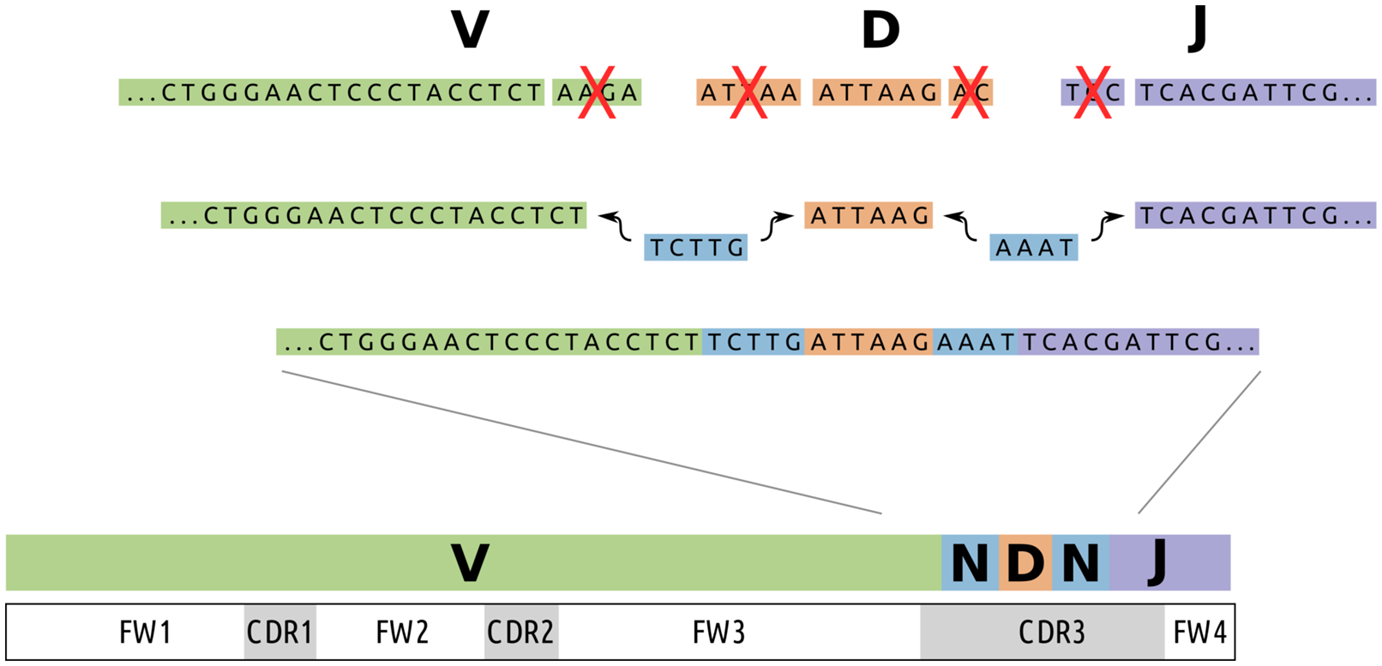 V D J
...CTGGGAACTCCCTACCTCT AAGA ATTAA ATTAAG AC TCC TCACGATTCG...
...CTGGGAACTCCCTACCTCT ATTAAG TCACGATTCG...
TCTTG AAAT
...CTGGGAACTCCCTACCTCTTCTTGATTAAGAAATTCACGATTCG...
V N D N J
FW1 CDR1 FW2 CDR2 FW3 CDR3 FW4